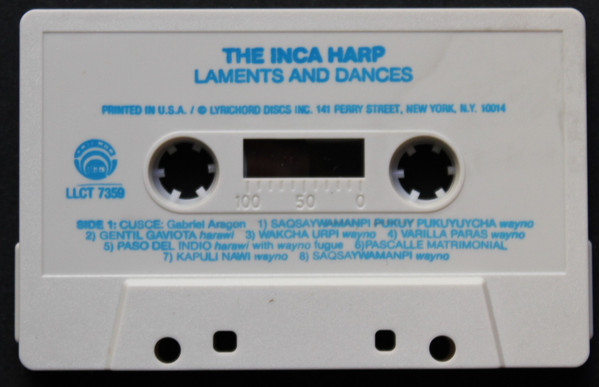 THE INCA HARP
LAMENTS AND DANCES
PRINTED IN U.S.A. / © LYRICHORD DISCS INC. 141 PERRY STREET, NEW YORK, N.Y. 10014
LLCT 7359
100 50 0
SIDE 1: CUSCE: Gabriel Aragon 1) SAQSAYWAMANPI PUKUY PUKUYUYCHA wayno
2) GENTIL GAVIOTA harawi 3) WAKCHA URPI wayno 4) VARILLA PARAS wayno
5) PASO DEL INDIO harawi with wayno fugue 6)PASCALLE MATRIMONIAL
7) KAPULI NAWI wayno 8) SAQSAYWAMANPI wayno